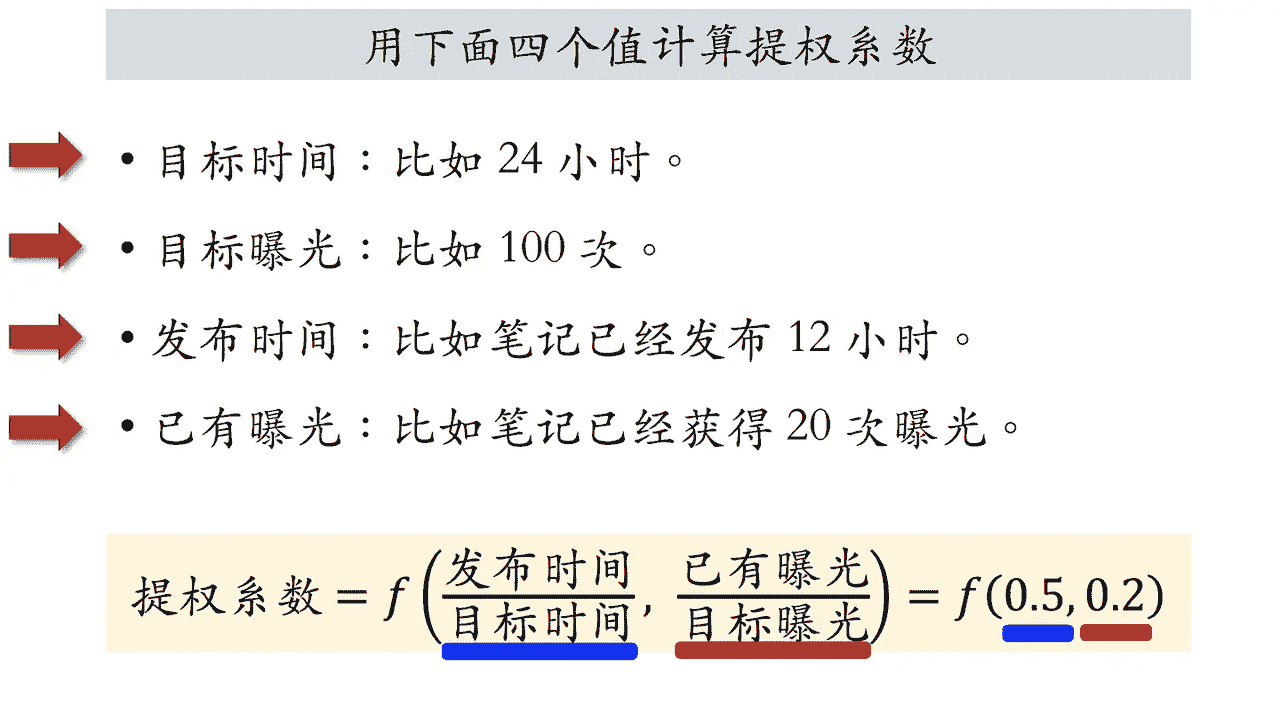 用下面四个值计算提权系数
• 目标时间：比如 24 小时。
• 目标曝光：比如 100 次。
• 发布时间：比如笔记已经发布 12 小时。
• 已有曝光：比如笔记已经获得 20 次曝光。
提权系数 = f(发布时间/目标时间, 已有曝光/目标曝光) = f(0.5, 0.2)